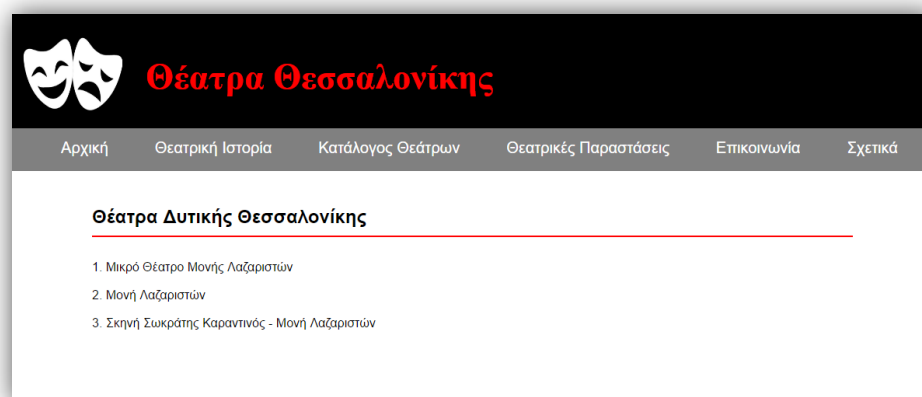 Θέατρα Θεσσαλονίκης
Αρχική Θεατρική Ιστορία Κατάλογος Θεάτρων Θεατρικές Παραστάσεις Επικοινωνία Σχετικά
Θέατρα Δυτικής Θεσσαλονίκης
1. Μικρό Θέατρο Μονής Λαζαριστών
2. Μονή Λαζαριστών
3. Σκηνή Σωκράτης Καραντινός - Μονή Λαζαριστών